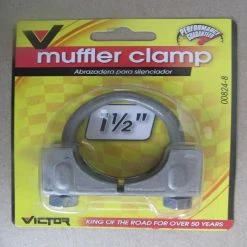 PERFORMANCE
GUARANTEED
muffler clamp
Abrazadera para silenciador
00824-8
1½"
VICTOR
KING OF THE ROAD FOR OVER 50 YEARS